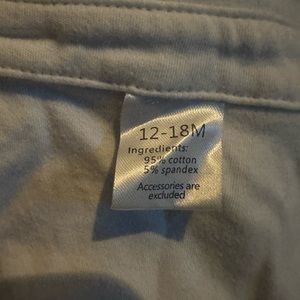 12-18M
Ingredients:
95% cotton
5% spandex
Accessories are
excluded